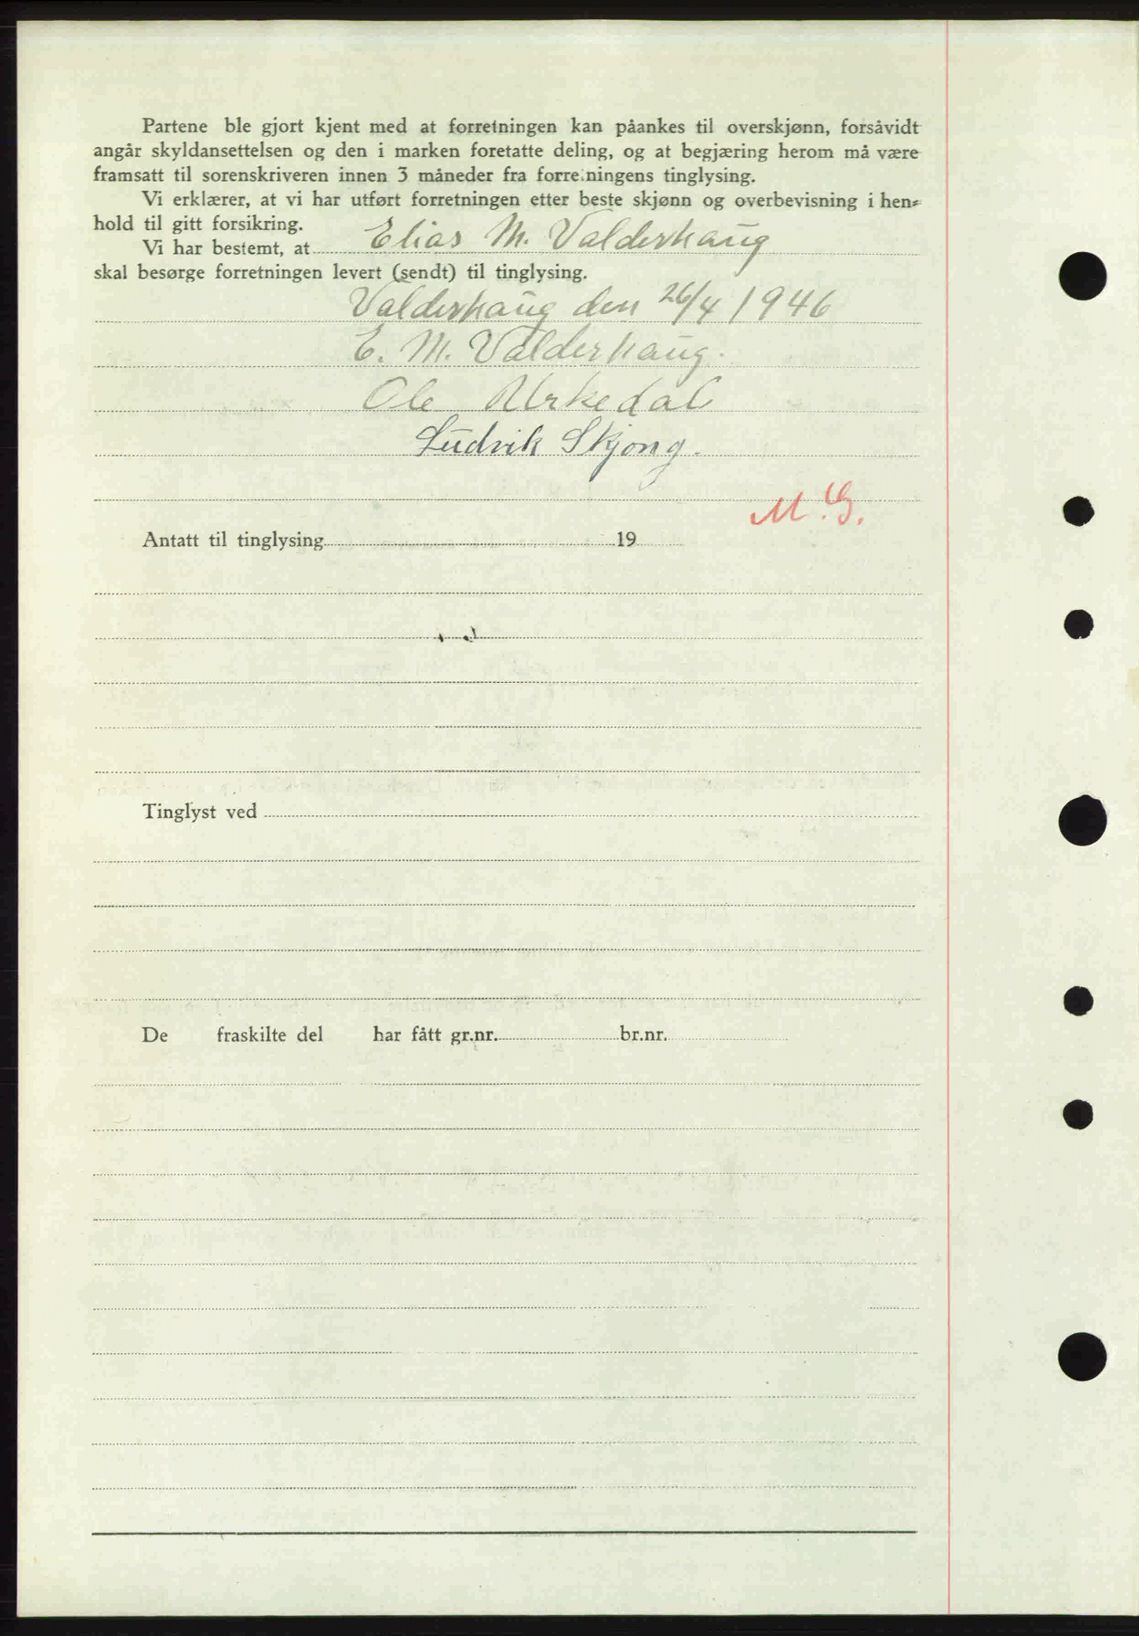 Partene ble gjort kjent med at forretningen kan påankes til overskjønn, forsåvidt
angår skyldansettelsen og den i marken foretatte deling, og at begjæring herom må være
framsatt til sorenskriveren innen 3 måneder fra forretningens tinglysing.
Vi erklærer, at vi har utført forretningen etter beste skjønn og overbevisning i hen-
hold til gitt forsikring.
Vi har bestemt, at Elias M. Valderhaug
skal besørge forretningen levert (sendt) til tinglysing.
Valderhaug den 26/4 1946
E. M. Valderhaug.
Ole Urkedal
Ludvik Skjong.
M.G.
Antatt til tinglysing 19
Tinglyst ved
De fraskilte del har fått gr.nr. br.nr.